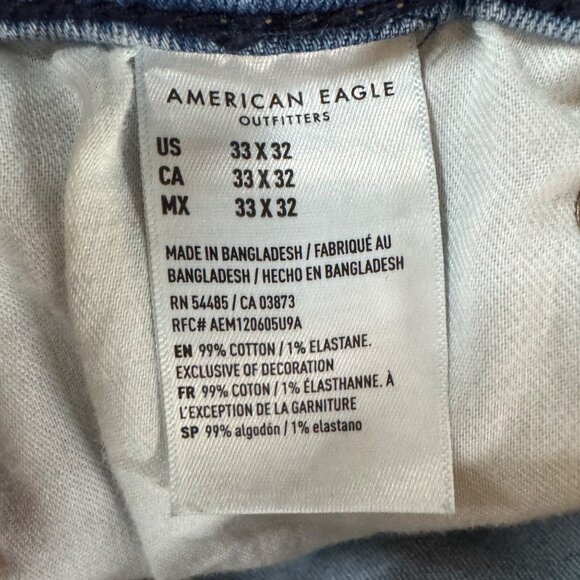 AMERICAN EAGLE
OUTFITTERS
US 33 X 32
CA 33 X 32
MX 33 X 32
MADE IN BANGLADESH / FABRIQUÉ AU
BANGLADESH / HECHO EN BANGLADESH
RN 54485 / CA 03873
RFC# AEM120605U9A
EN 99% COTTON / 1% ELASTANE.
EXCLUSIVE OF DECORATION
FR 99% COTON / 1% ÉLASTHANNE. À
L'EXCEPTION DE LA GARNITURE
SP 99% algodón / 1% elastano